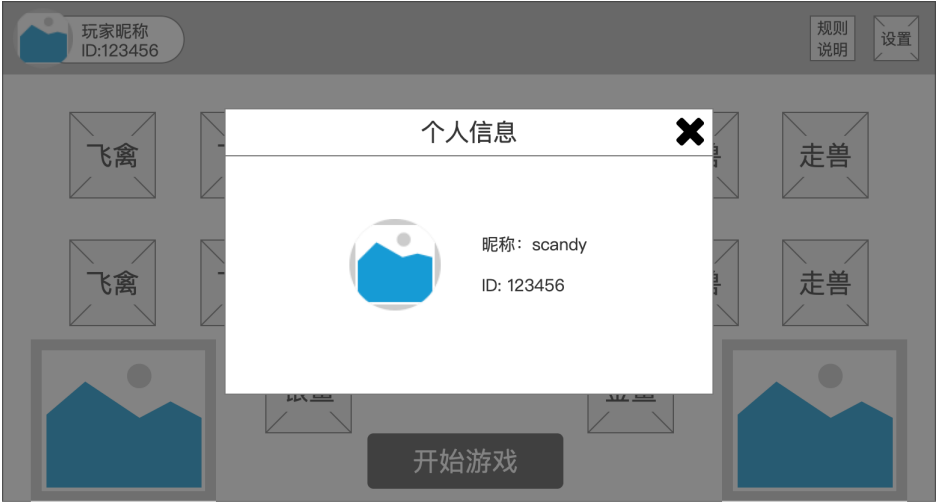 玩家昵称
ID:123456
规则
说明
设置
个人信息
飞禽
走兽
昵称：scandy
ID: 123456
飞禽
走兽
开始游戏